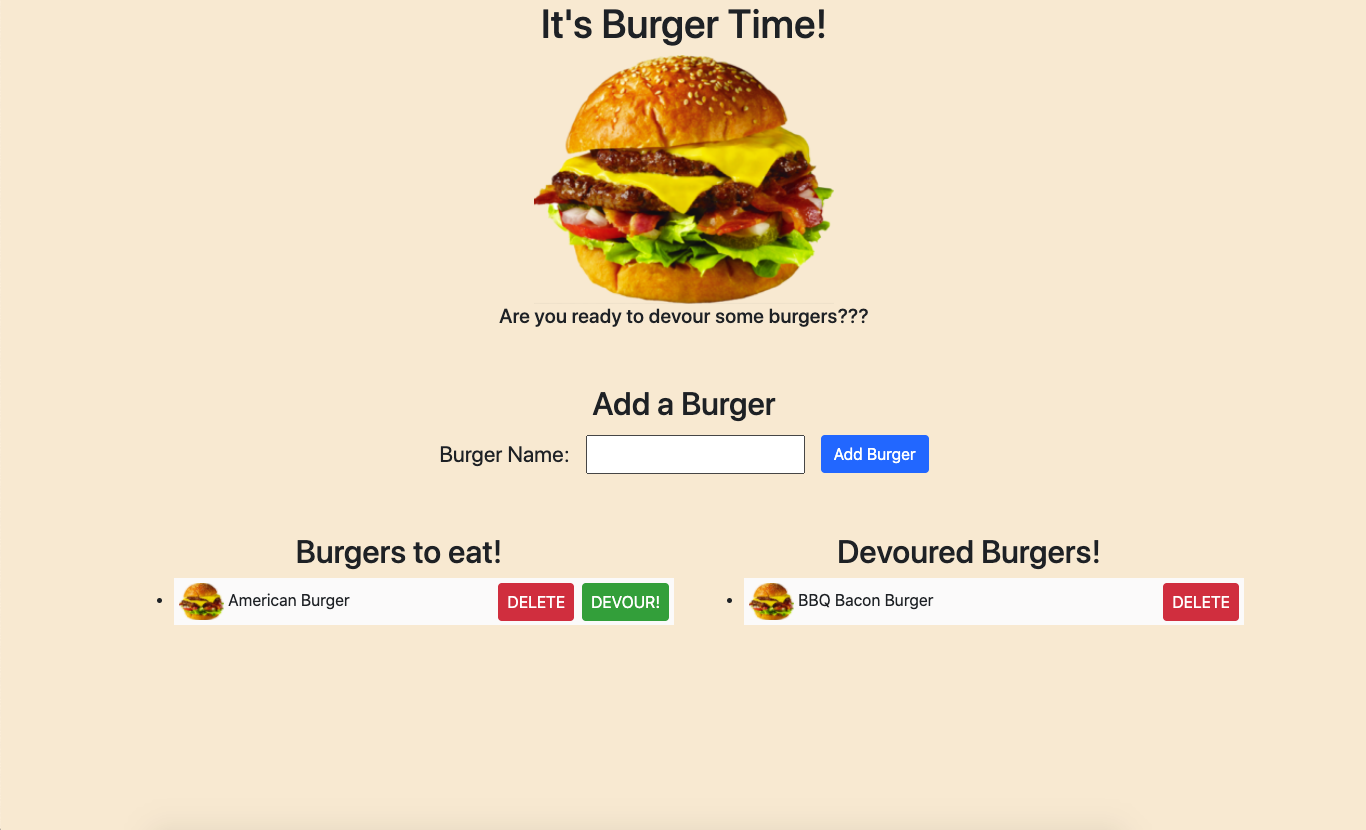 It's Burger Time!
Are you ready to devour some burgers???
Add a Burger
Burger Name: Add Burger
Burgers to eat!
American Burger DELETE DEVOUR!
Devoured Burgers!
BBQ Bacon Burger DELETE